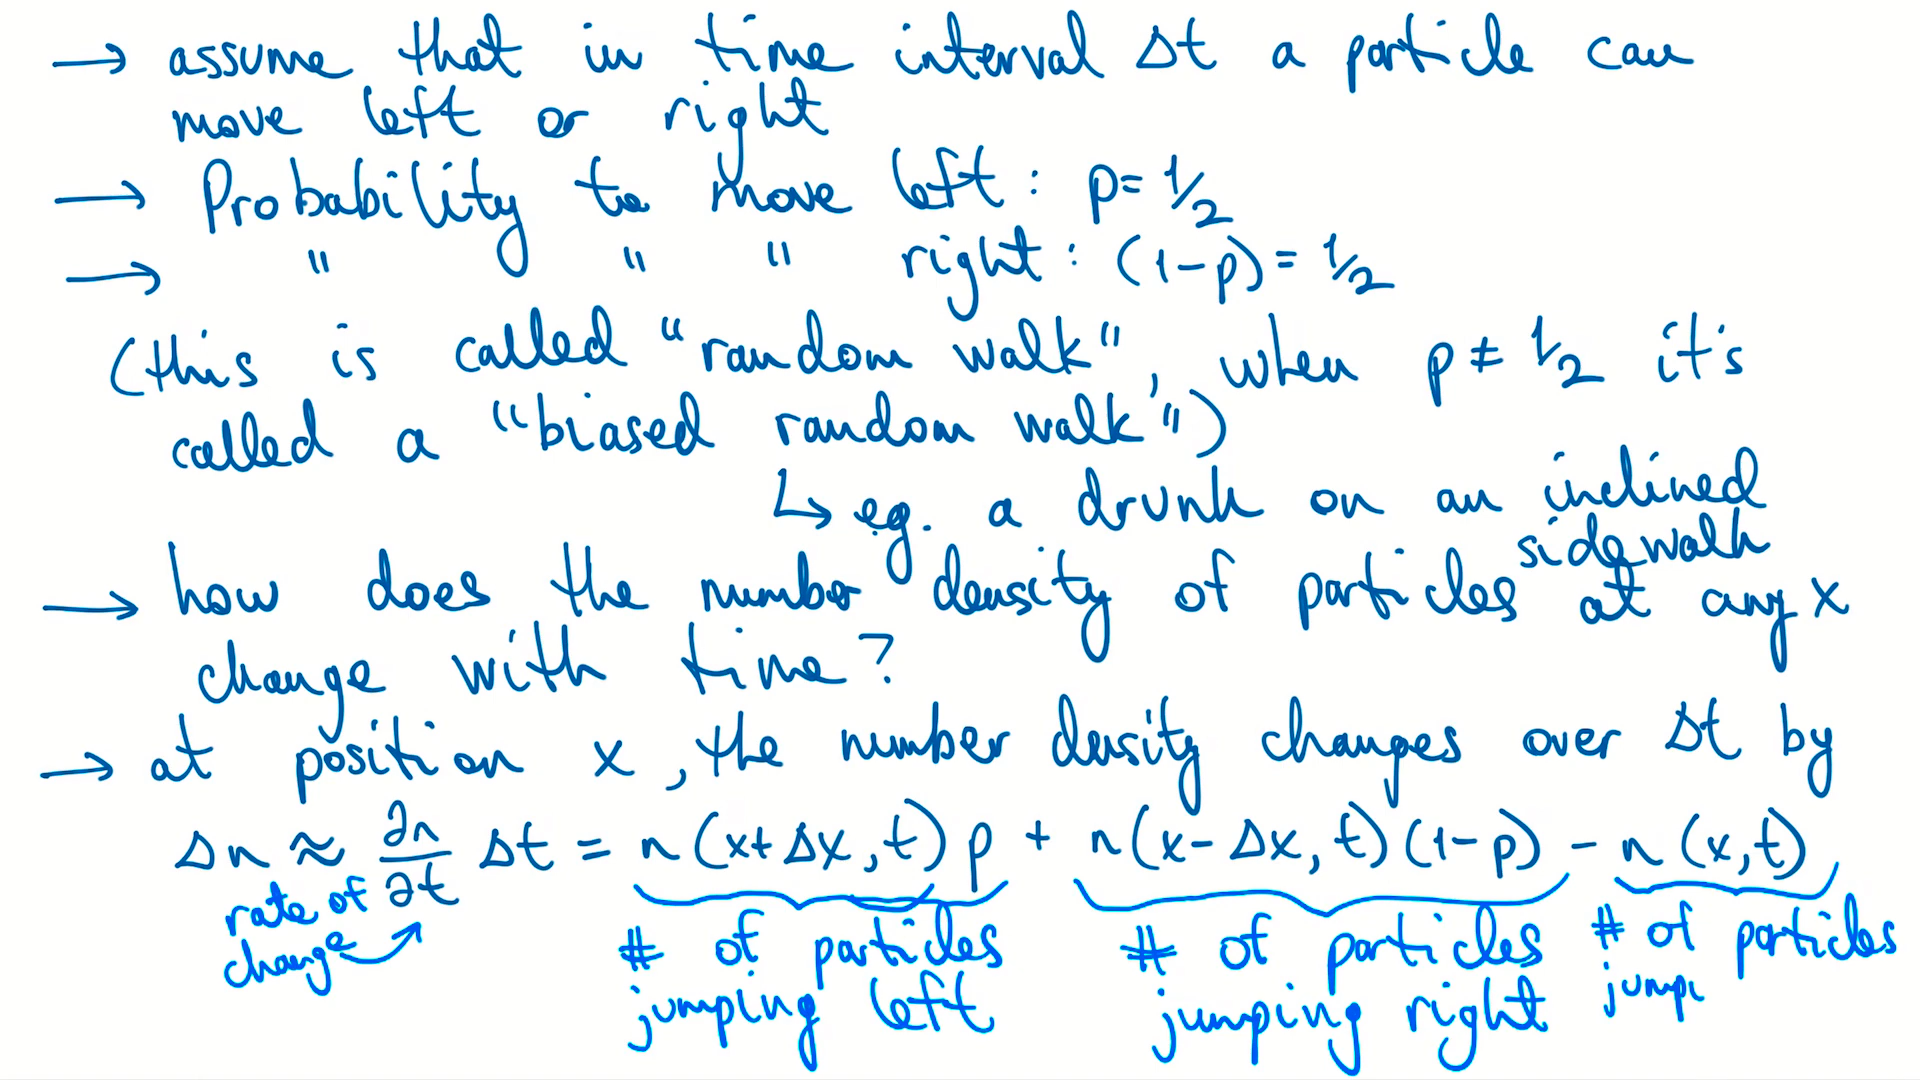 → assume that in time interval Δt a particle can
move left or right
→ Probability to move left : p = 1/2
→ " " " right : (1-p) = 1/2
(this is called "random walk", when p ≠ 1/2 it's
called a "biased random walk")
↳ eg. a drunk on an inclined
sidewalk
→ how does the number density of particles at any x
change with time?
→ at position x, the number density changes over Δt by
Δn ≈ ∂n/∂t Δt = n(x+Δx,t) p + n(x-Δx,t)(1-p) - n(x,t)
rate of change
# of particles jumping left
# of particles jumping right
# of particles jumpi